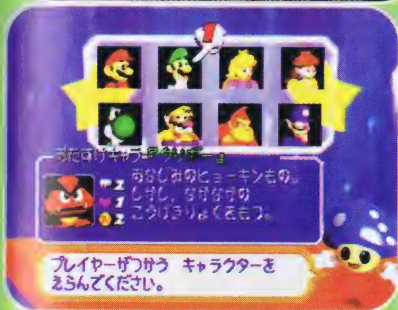 おたすけキャラ
2
おなじみのヒョーキンもの。
1
しかし、なかなかの
2
こうげきりょくをもつ。
プレイヤーがつかう キャラクターを
えらんでください。